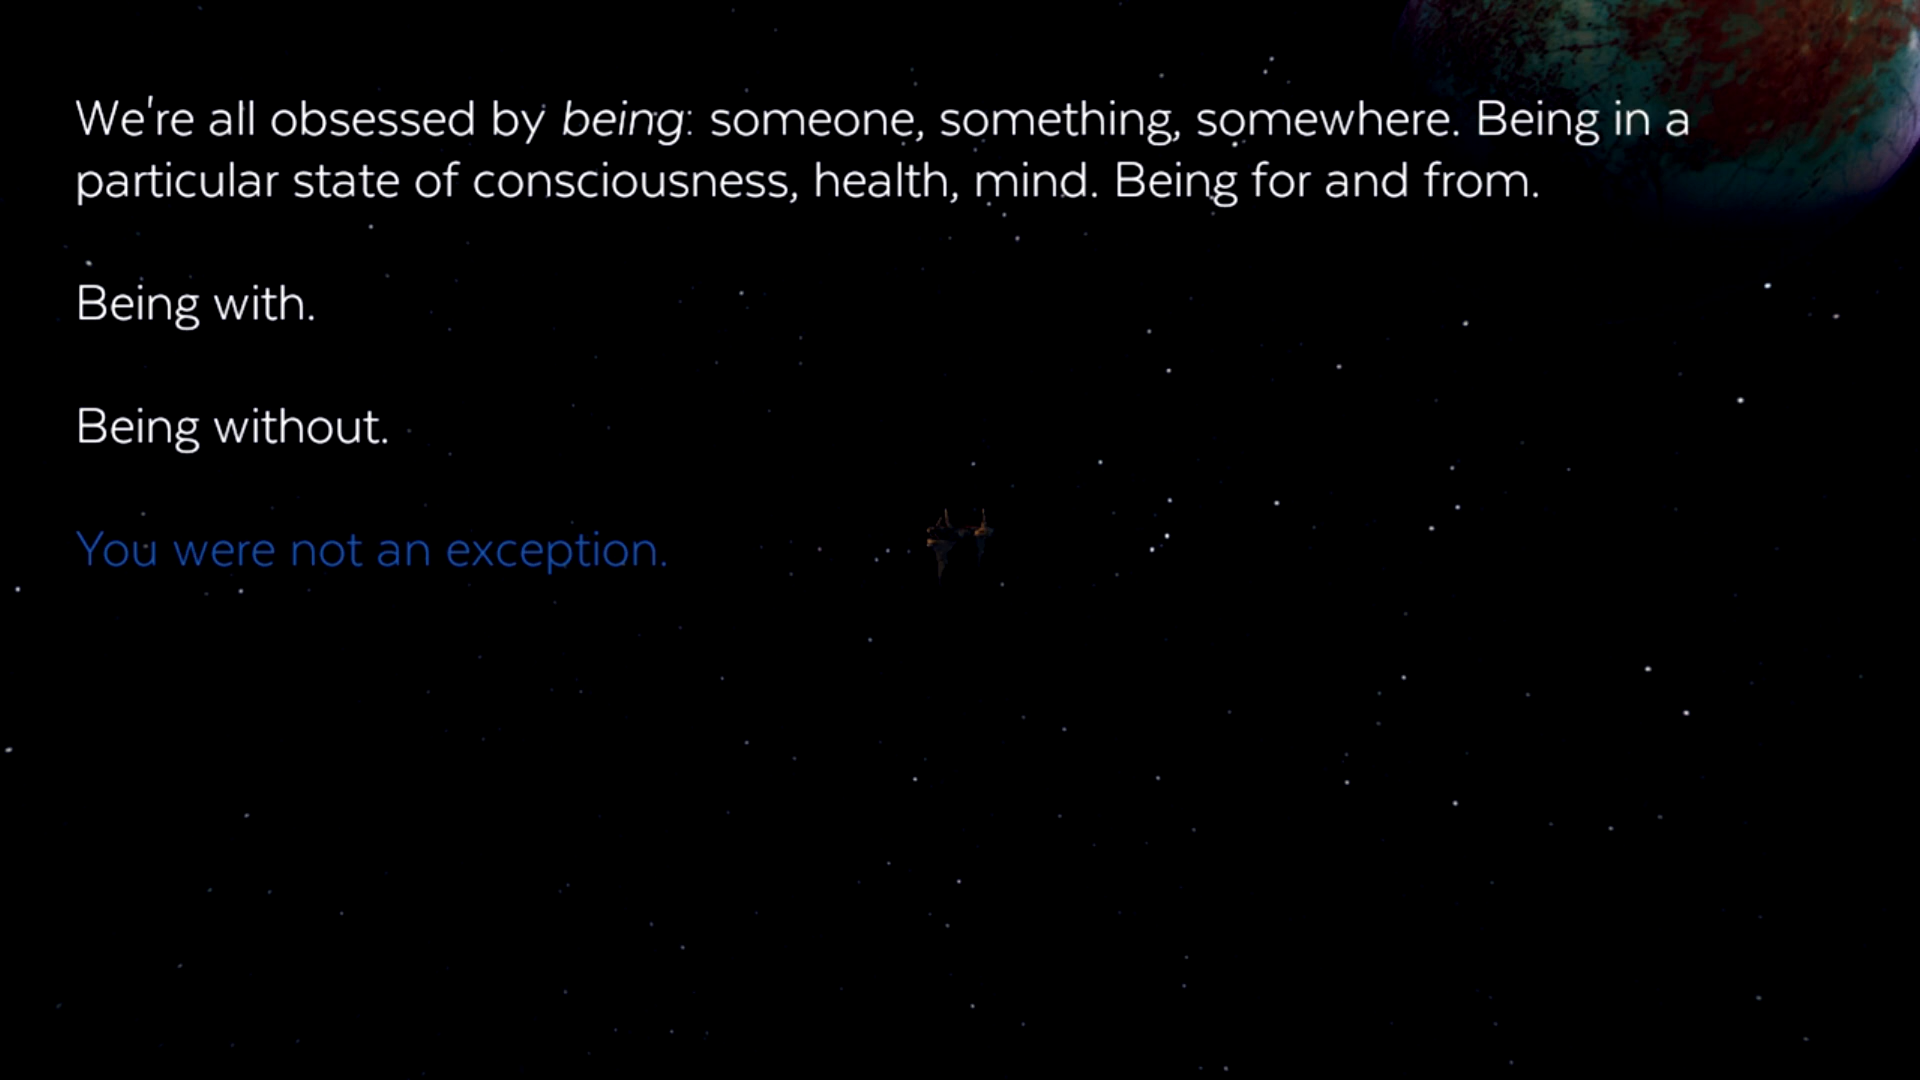 We're all obsessed by being: someone, something, somewhere. Being in a
particular state of consciousness, health, mind. Being for and from.
Being with.
Being without.
You were not an exception.